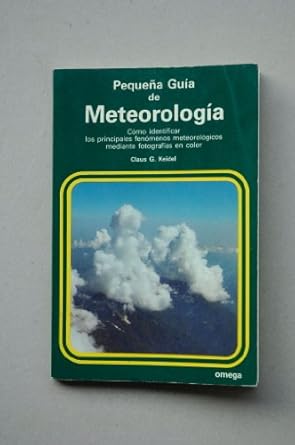 Pequeña Guía
de
Meteorología
Cómo identificar
los principales fenómenos meteorológicos
mediante fotografías en color
Claus G. Keidel
omega